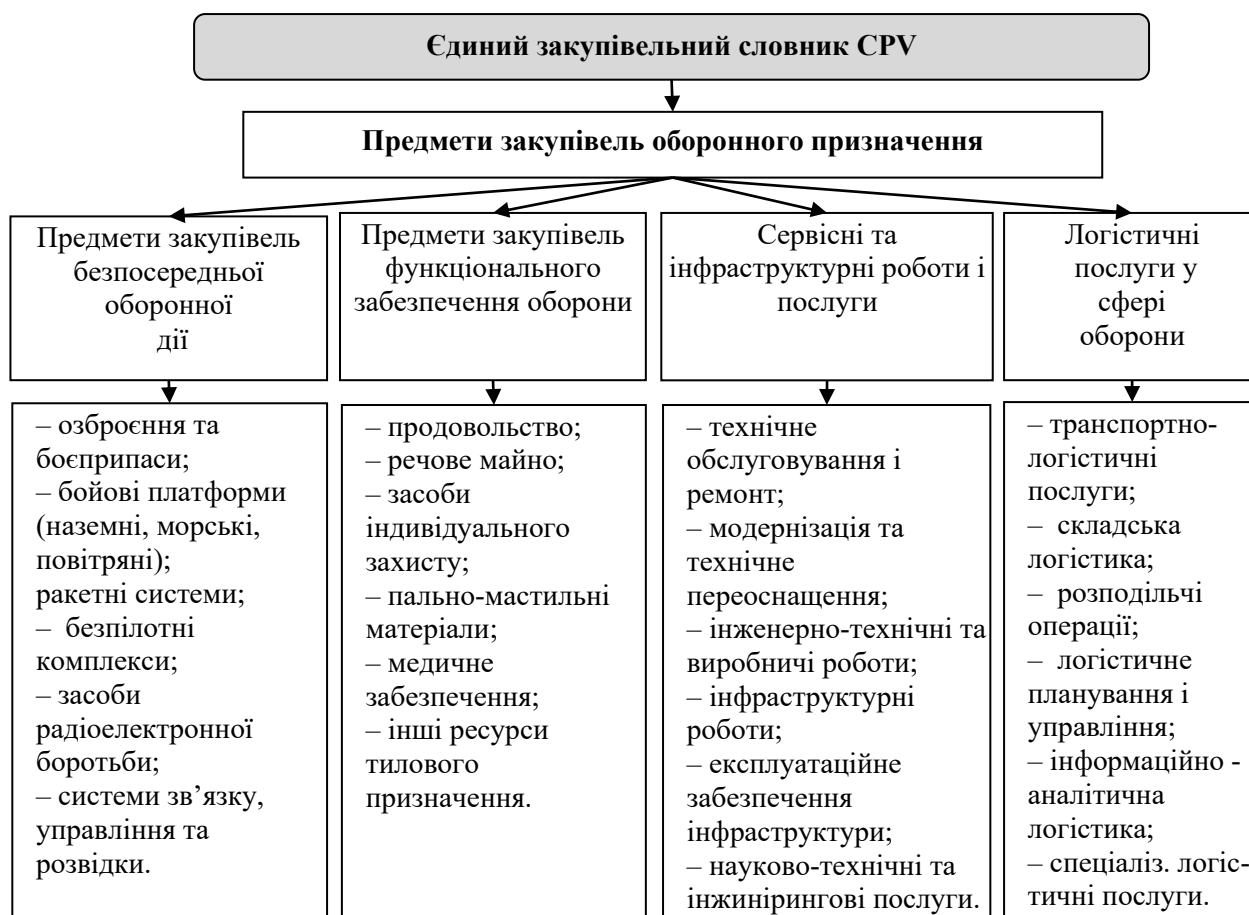 Єдиний закупівельний словник CPV
Предмети закупівель оборонного призначення
Предмети закупівель
безпосередньої
оборонної
дії
Предмети закупівель
функціонального
забезпечення оборони
Сервісні та
інфраструктурні роботи і
послуги
Логістичні
послуги у
сфері
оборони
– озброєння та
боєприпаси;
– бойові платформи
(наземні, морські,
повітряні);
ракетні системи;
– безпілотні
комплекси;
– засоби
радіоелектронної
боротьби;
– системи зв’язку,
управління та
розвідки.
– продовольство;
– речове майно;
– засоби
індивідуального
захисту;
– пально-мастильні
матеріали;
– медичне
забезпечення;
– інші ресурси
тилового
призначення.
– технічне
обслуговування і
ремонт;
– модернізація та
технічне
переоснащення;
– інженерно-технічні та
виробничі роботи;
– інфраструктурні
роботи;
– експлуатаційне
забезпечення
інфраструктури;
– науково-технічні та
інжинірингові послуги.
– транспортно-
логістичні
послуги;
– складська
логістика;
– розподільчі
операції;
– логістичне
планування і
управління;
– інформаційно -
аналітична
логістика;
– спеціаліз. логіс-
тичні послуги.